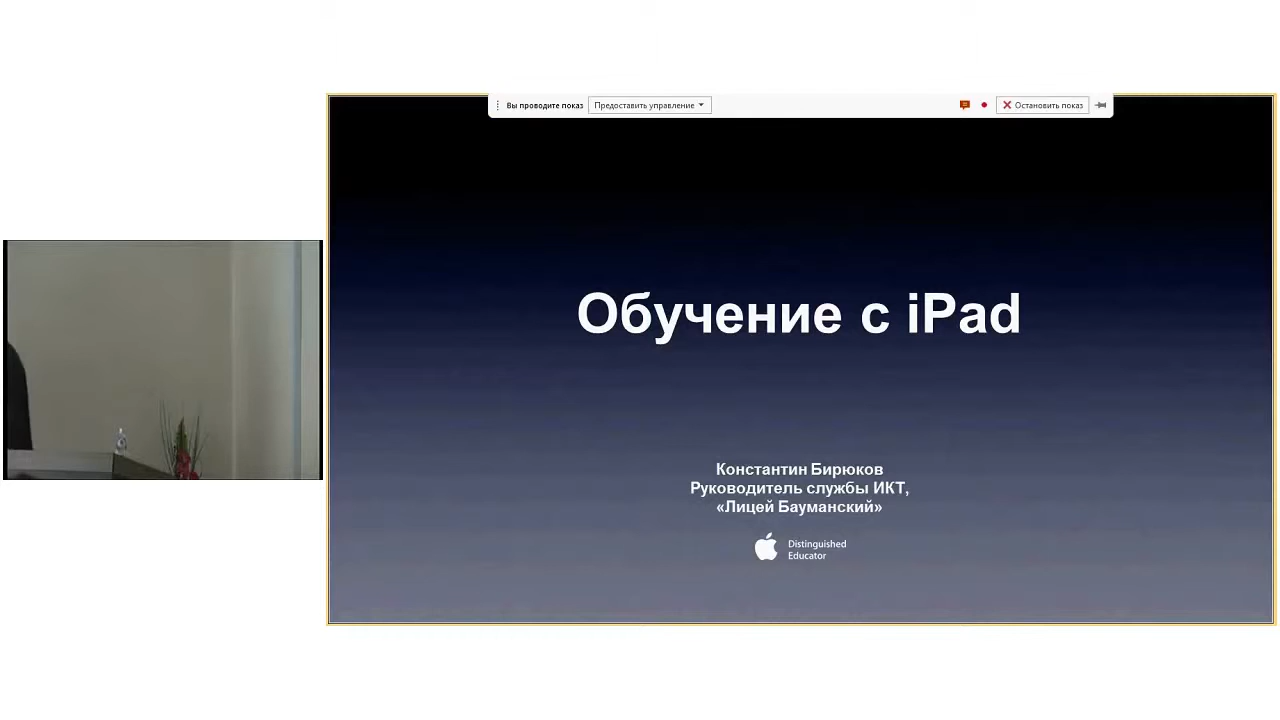 Вы проводите показ
Предоставить управление
Остановить показ
Обучение с iPad
Константин Бирюков
Руководитель службы ИКТ,
«Лицей Бауманский»
Distinguished
Educator